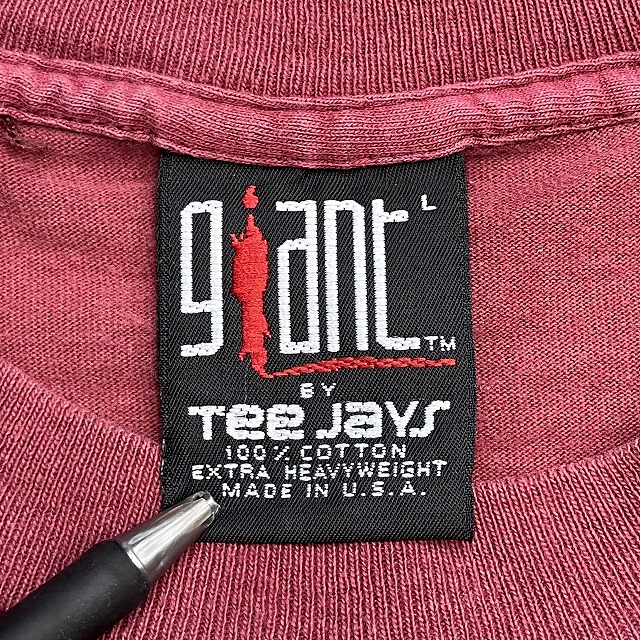 giant L
TM
BY
Tee Jays
100% COTTON
EXTRA HEAVYWEIGHT
MADE IN U.S.A.